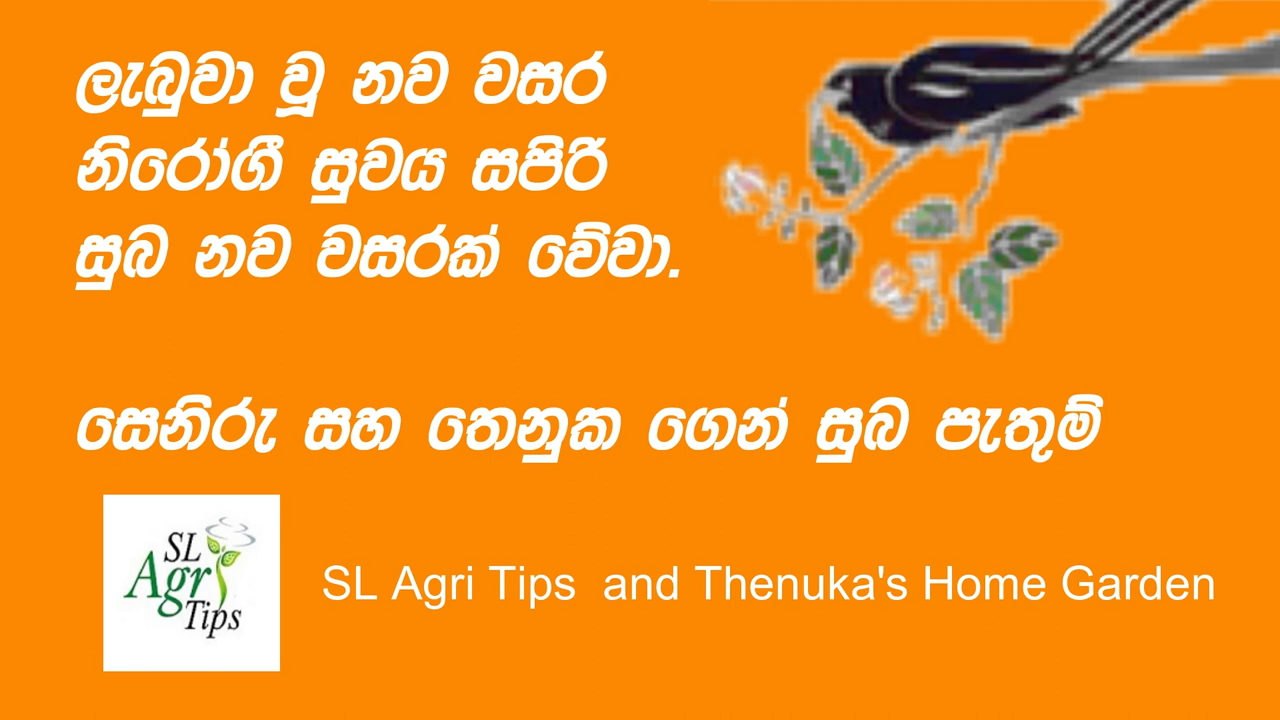 ලැබුවා වූ නව වසර
නිරෝගී සුවය සපිරි
සුබ නව වසරක් වේවා.
සෙනිරු සහ තෙනුක ගෙන් සුබ පැතුම්
SL
Agri
Tips
SL Agri Tips and Thenuka's Home Garden